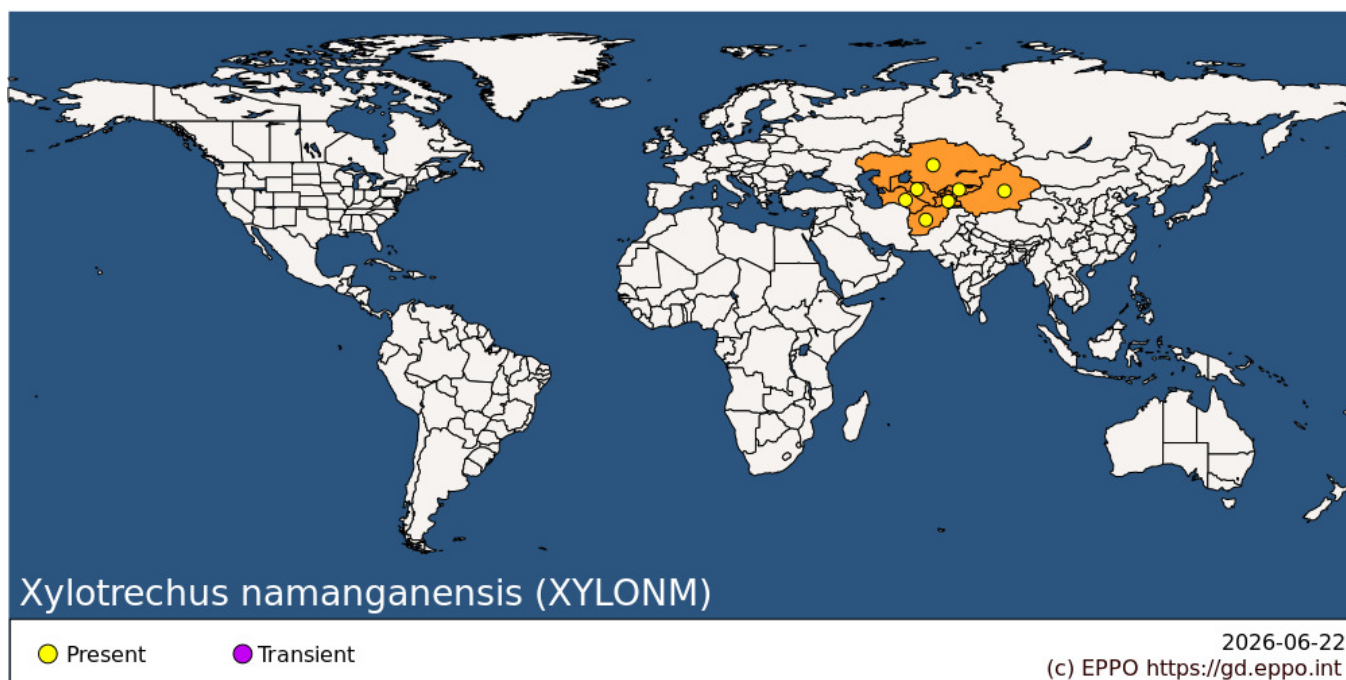 Xylotrechus namanganensis (XYLONM)
Present
Transient
2026-06-22
(c) EPPO https://gd.eppo.int